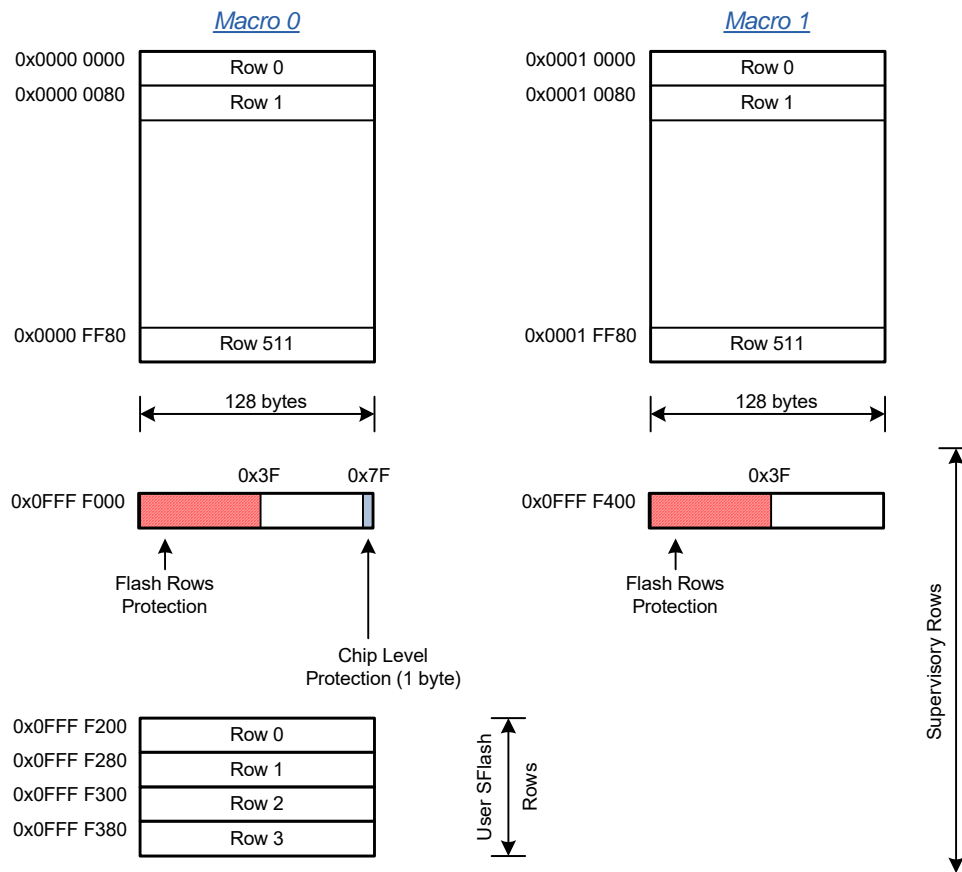 Macro 0
Macro 1
0x0000 0000
Row 0
0x0001 0000
Row 0
0x0000 0080
Row 1
0x0001 0080
Row 1
0x0000 FF80
Row 511
0x0001 FF80
Row 511
128 bytes
128 bytes
0x3F
0x7F
0x3F
0x0FFF F000
0x0FFF F400
Flash Rows
Protection
Flash Rows
Protection
Chip Level
Protection (1 byte)
0x0FFF F200
Row 0
0x0FFF F280
Row 1
0x0FFF F300
Row 2
0x0FFF F380
Row 3
User SFlash
Rows
Supervisory Rows